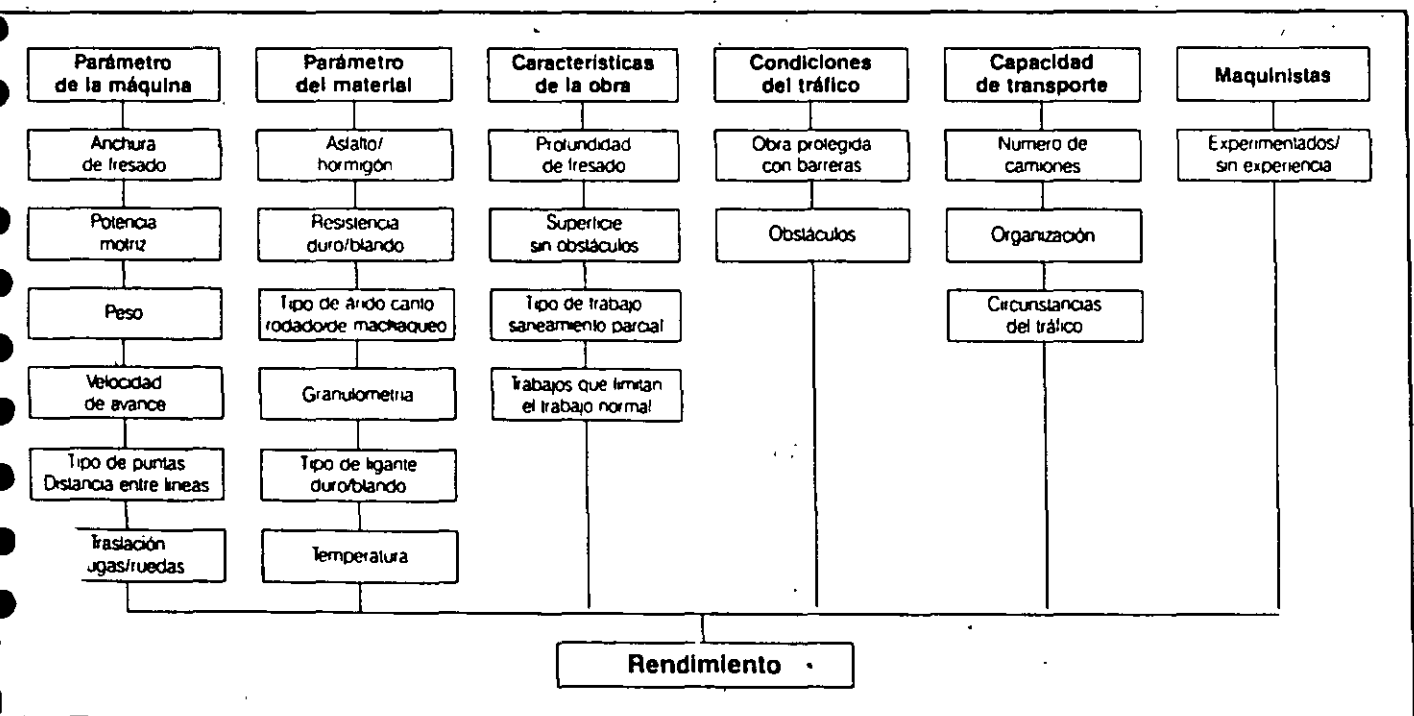 Parámetro
de la máquina
Anchura
de fresado
Potencia
motriz
Peso
Velocidad
de avance
Tipo de puntas
Distancia entre líneas
Traslación
ugas/ruedas
Parámetro
del material
Asfalto/
hormigón
Resistencia
duro/blando
Tipo de árido canto
rodado/de machaqueo
Granulometria
Tipo de ligante
duro/blando
Temperatura
Características
de la obra
Profundidad
de fresado
Superficie
sin obstáculos
Tipo de trabajo
saneamiento parcial
Trabajos que limitan
el trabajo normal
Condiciones
del tráfico
Obra protegida
con barreras
Obstáculos
Capacidad
de transporte
Numero de
camiones
Organización
Circunstancias
del tráfico
Maquinistas
Experimentados/
sin experiencia
Rendimiento